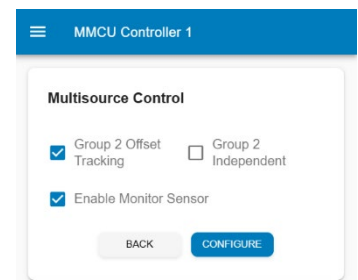 MMCU Controller 1
Multisource Control
Group 2 Offset
Tracking
Group 2
Independent
Enable Monitor Sensor
BACK
CONFIGURE